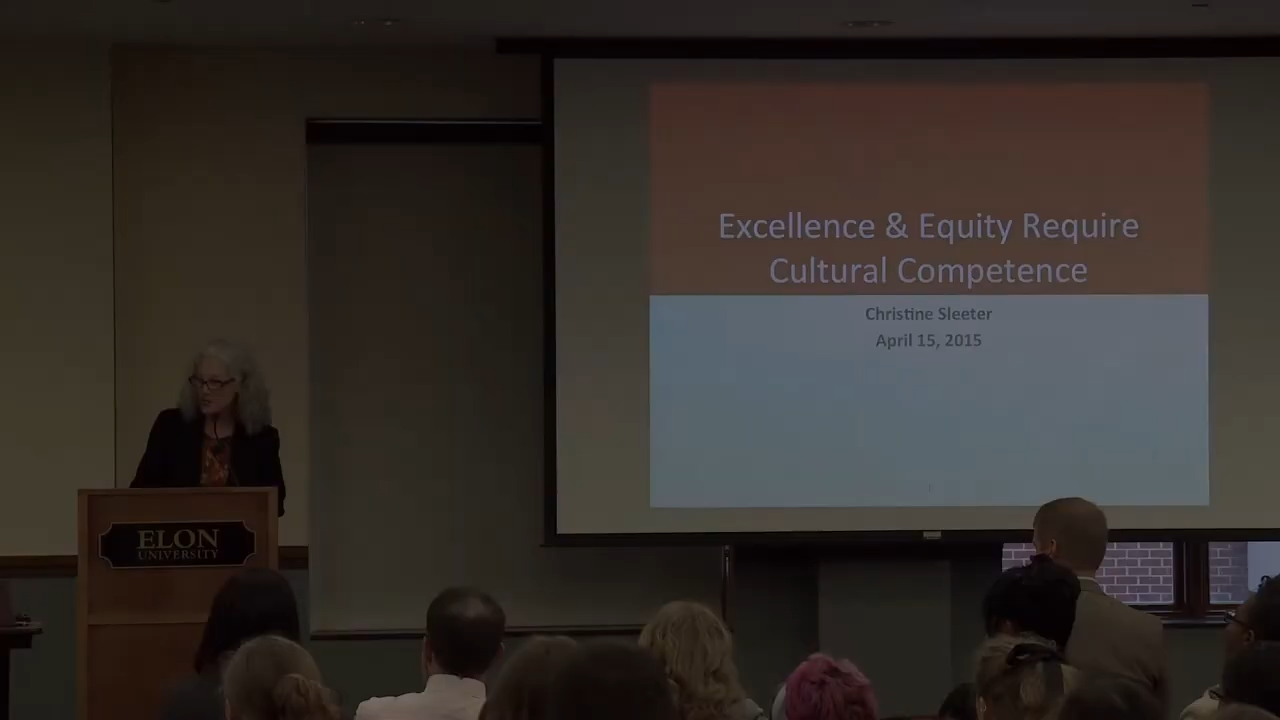 Excellence & Equity Require
Cultural Competence
Christine Sleeter
April 15, 2015
ELON
UNIVERSITY